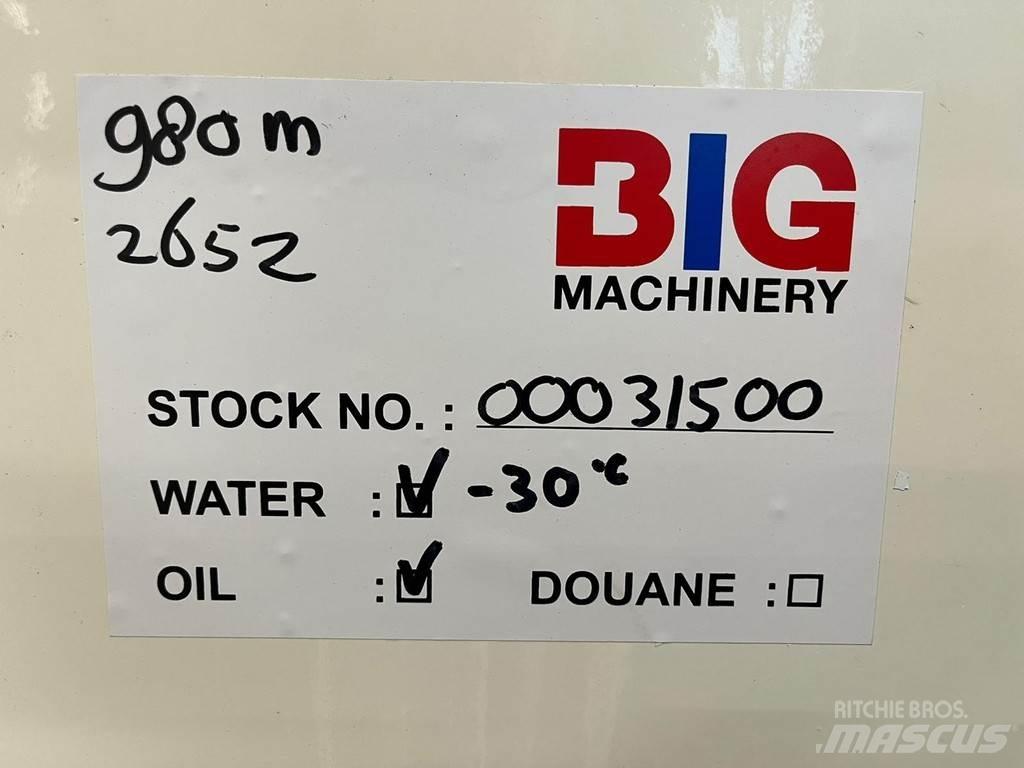 980m
2652
BIG
MACHINERY
STOCK NO. : 00031500
WATER : -30°C
OIL :
DOUANE :
RITCHIE BROS.
MASCUS